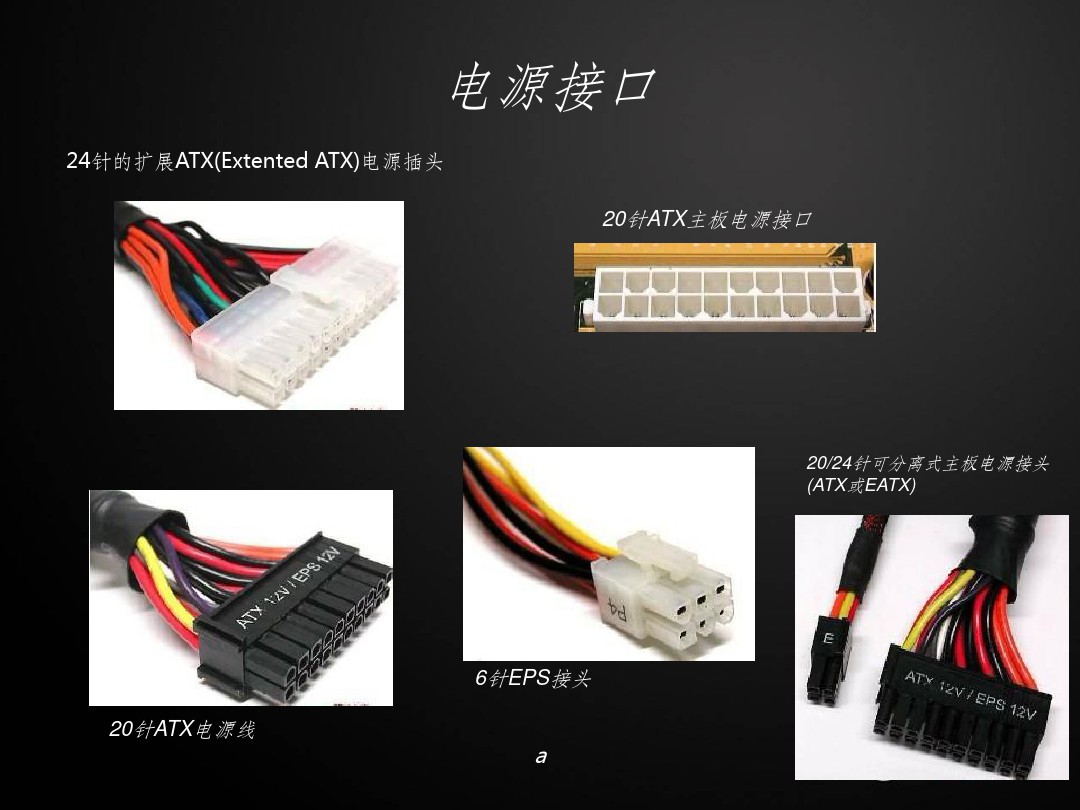 电源接口
24针的扩展ATX(Extented ATX)电源插头
20针ATX主板电源接口
20/24针可分离式主板电源接头
(ATX或EATX)
ATX 12V / EPS 12V
P4
E
ATX 12V / EPS 12V
6针EPS接头
20针ATX电源线
a